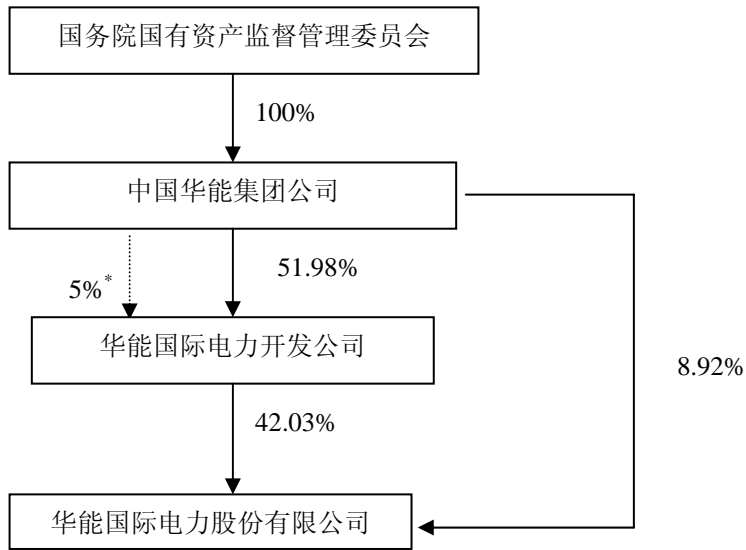 国务院国有资产监督管理委员会
100%
中国华能集团公司
51.98%
5%*
华能国际电力开发公司
8.92%
42.03%
华能国际电力股份有限公司